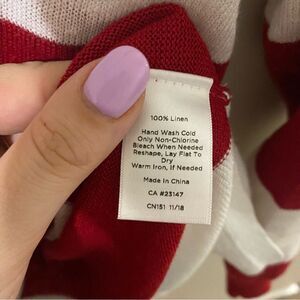 100% Linen
Hand Wash Cold
Only Non-Chlorine
Bleach When Needed
Reshape, Lay Flat To
Dry
Warm Iron, If Needed
Made in China
CA #23147
CN151 11/18